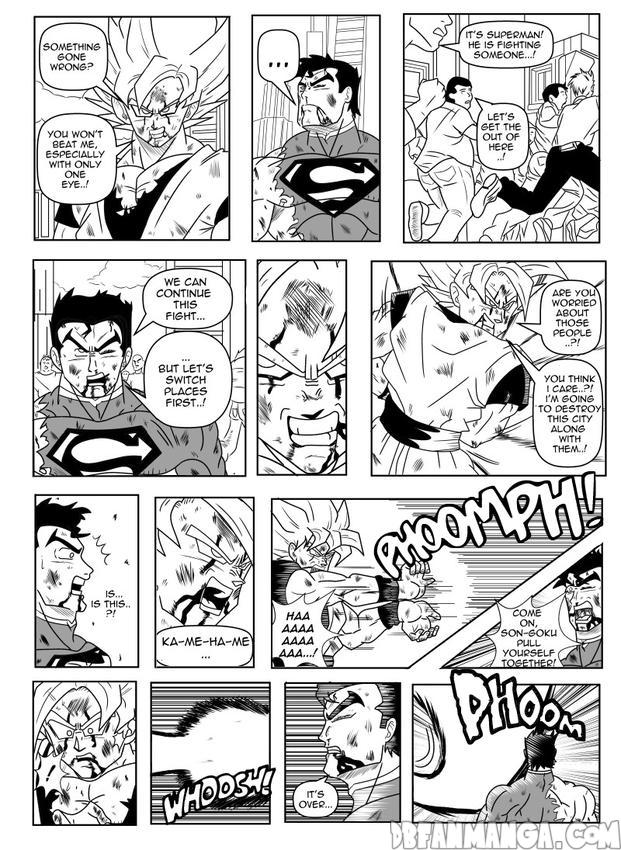 SOMETHING
GONE
WRONG?
YOU WON'T
BEAT ME,
ESPECIALLY
WITH ONLY
ONE
EYE..!
...
IT'S SUPERMAN!
HE IS FIGHTING
SOMEONE...!
LET'S
GET THE
OUT OF
HERE
..!
WE CAN
CONTINUE
THIS
FIGHT...
...
BUT LET'S
SWITCH
PLACES
FIRST..!
ARE YOU
WORRIED
ABOUT
THOSE
PEOPLE
..?!
YOU THINK
I CARE..?!
I'M GOING
TO DESTROY
THIS CITY
ALONG
WITH
THEM..!
IS...
IS THIS..
?!
KA-ME-HA-ME
...
HAA
AAAAA
AAAA
AAA...!
PHOOMPH!
COME
ON,
SON-GOKU
PULL
YOURSELF
TOGETHER!
WHOOSH!
IT'S
OVER...
PHOOM
DBFANMANGA.COM